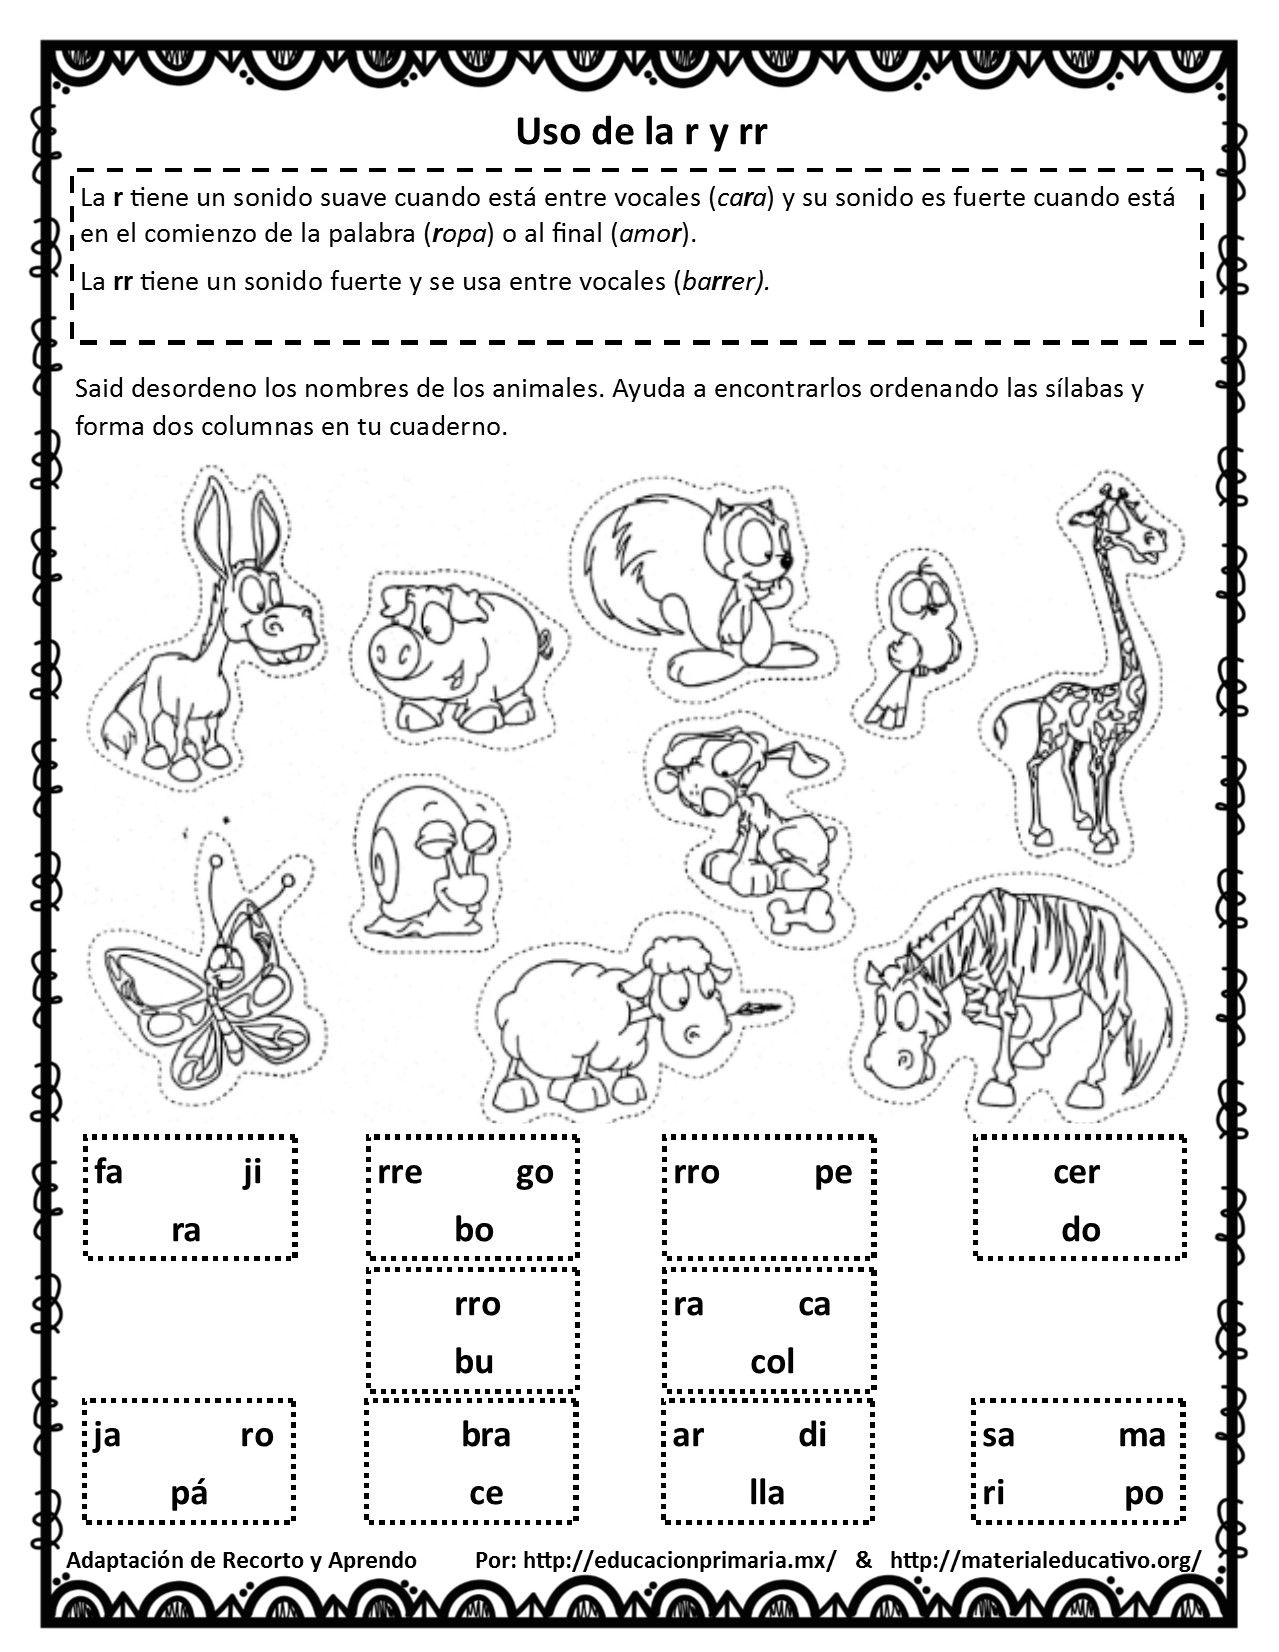 Uso de la r y rr
La r tiene un sonido suave cuando está entre vocales (cara) y su sonido es fuerte cuando está
en el comienzo de la palabra (ropa) o al final (amor).
La rr tiene un sonido fuerte y se usa entre vocales (barrer).
Said desordeno los nombres de los animales. Ayuda a encontrarlos ordenando las sílabas y
forma dos columnas en tu cuaderno.
fa ji
ra
rre go
bo
rro pe
cer
do
rro
bu
ra ca
col
ja ro
pá
bra
ce
ar di
lla
sa ma
ri po
Adaptación de Recorto y Aprendo Por: http://educacionprimaria.mx/ & http://materialeducativo.org/